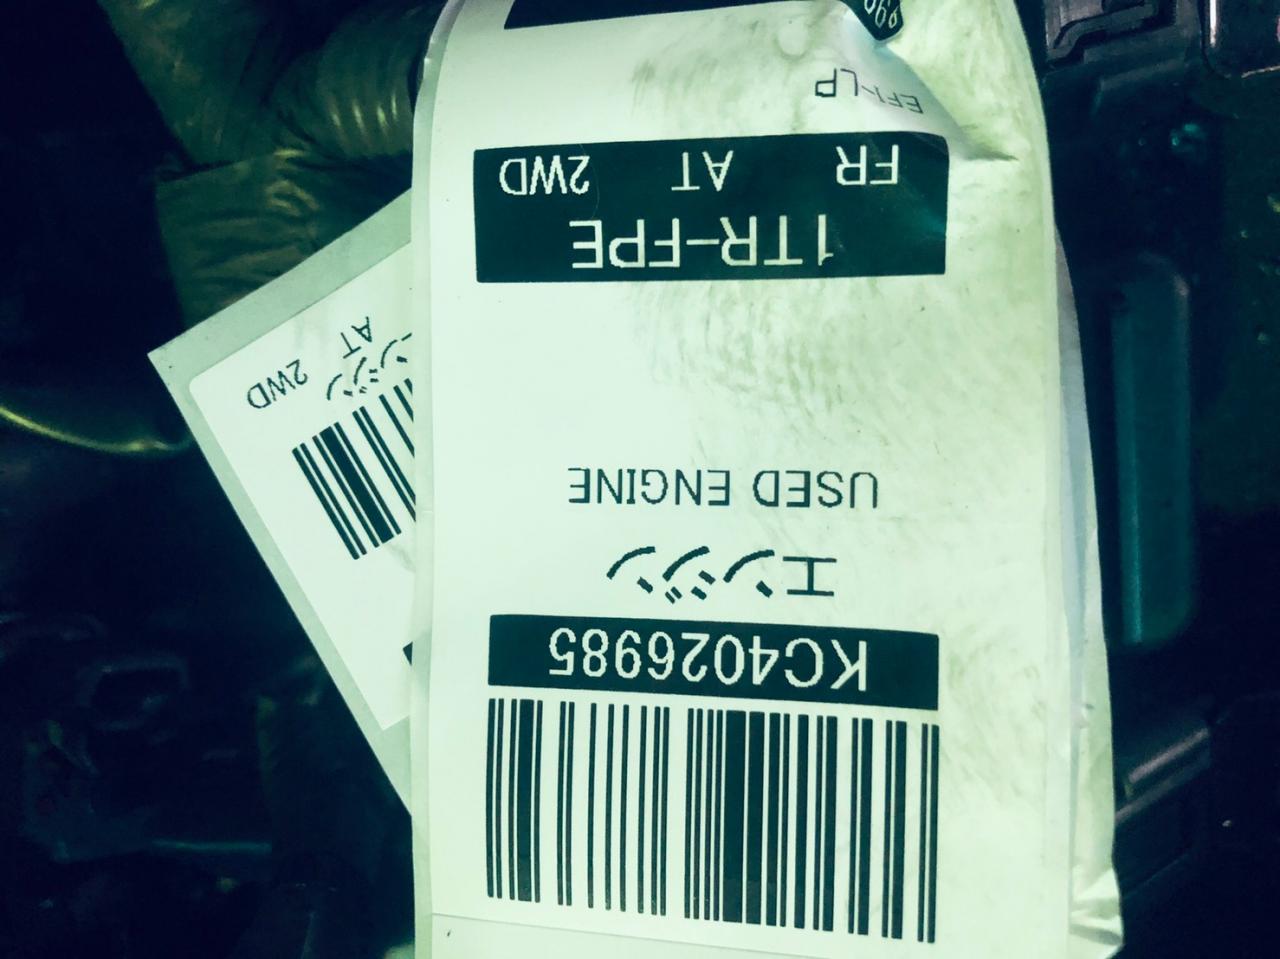 KC4026985
エンジン
USED ENGINE
1TR-FPE
FR AT 2WD
EFI-LP
エンジン
AT
2WD